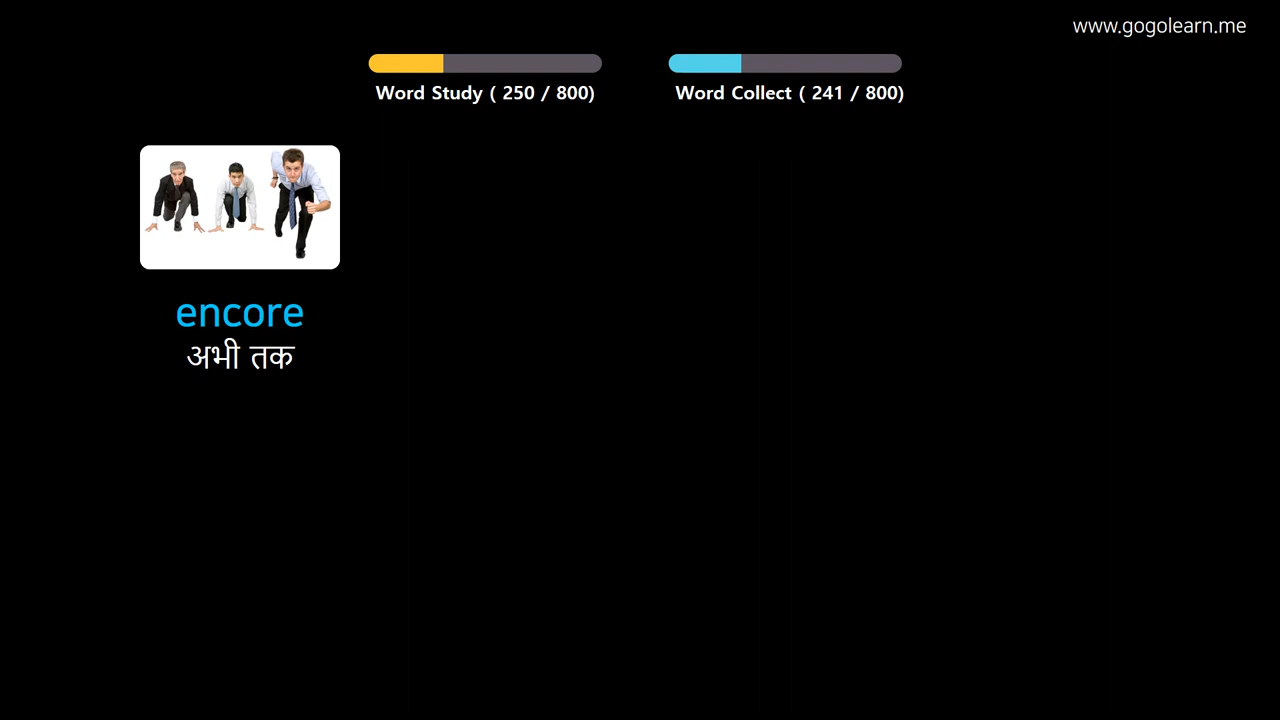 www.gogolearn.me
Word Study ( 250 / 800)
Word Collect ( 241 / 800)
encore
अभी तक